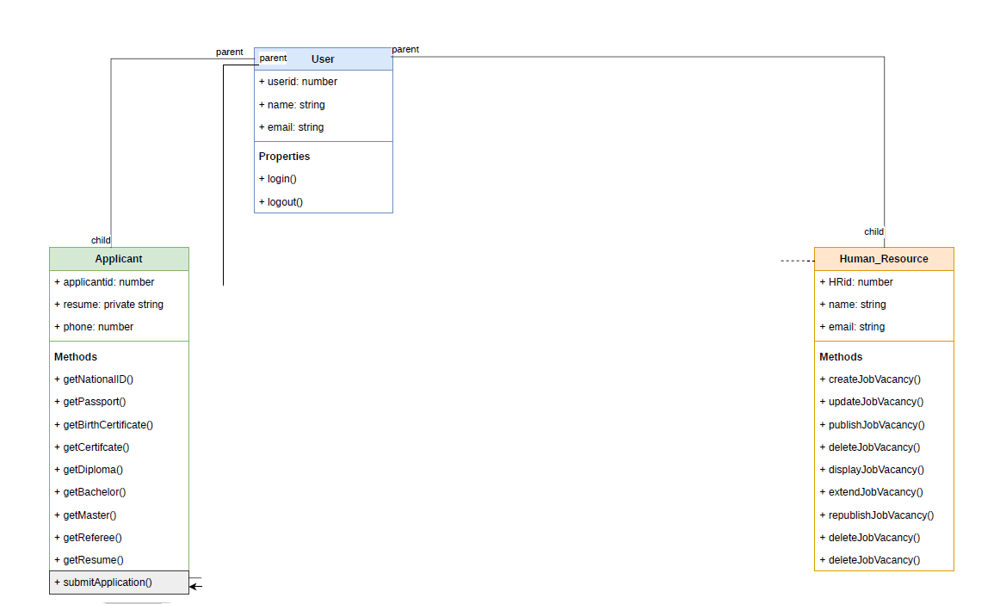 parent
parent
parent
User
+ userid: number
+ name: string
+ email: string
Properties
+ login()
+ logout()
child
Applicant
+ applicantid: number
+ resume: private string
+ phone: number
Methods
+ getNationalID()
+ getPassport()
+ getBirthCertificate()
+ getCertifcate()
+ getDiploma()
+ getBachelor()
+ getMaster()
+ getReferee()
+ getResume()
+ submitApplication()
child
Human_Resource
+ HRid: number
+ name: string
+ email: string
Methods
+ createJobVacancy()
+ updateJobVacancy()
+ publishJobVacancy()
+ deleteJobVacancy()
+ displayJobVacancy()
+ extendJobVacancy()
+ republishJobVacancy()
+ deleteJobVacancy()
+ deleteJobVacancy()